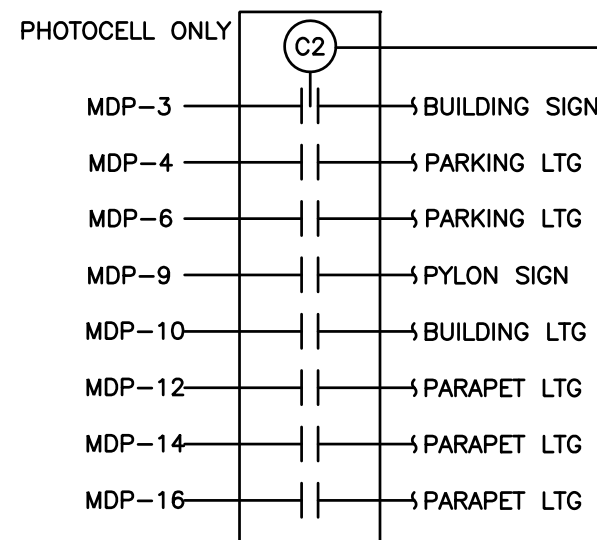 PHOTOCELL ONLY
C2
MDP-3 BUILDING SIGN
MDP-4 PARKING LTG
MDP-6 PARKING LTG
MDP-9 PYLON SIGN
MDP-10 BUILDING LTG
MDP-12 PARAPET LTG
MDP-14 PARAPET LTG
MDP-16 PARAPET LTG